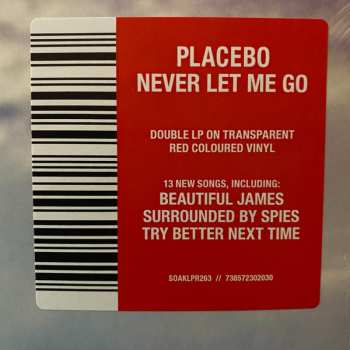 PLACEBO
NEVER LET ME GO
DOUBLE LP ON TRANSPARENT
RED COLOURED VINYL
13 NEW SONGS, INCLUDING:
BEAUTIFUL JAMES
SURROUNDED BY SPIES
TRY BETTER NEXT TIME
SOAKLPR263 // 738572302030